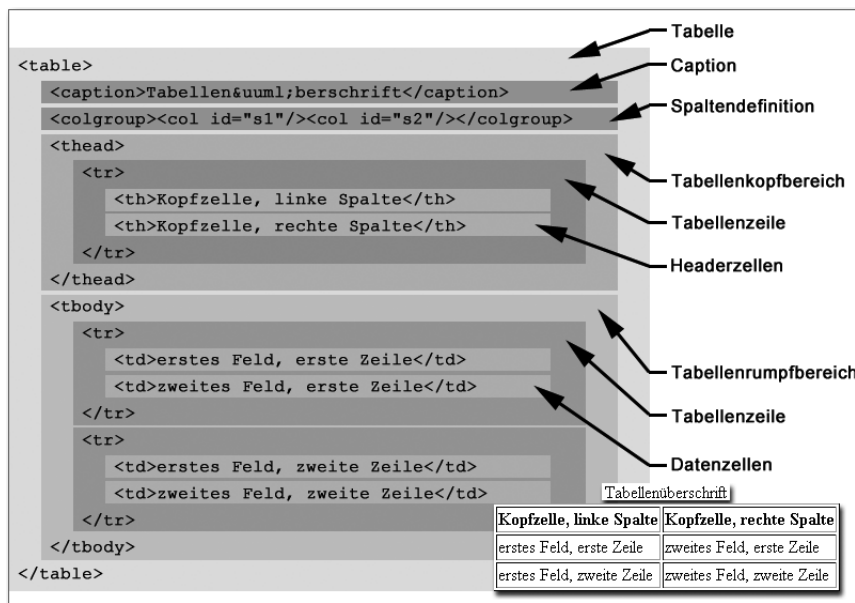 Tabelle
<table>
Caption
<caption>Tabellen&uuml;berschrift</caption>
Spaltendefinition
<colgroup><col id="s1"/><col id="s2"/></colgroup>
<thead>
<tr>
Tabellenkopfbereich
<th>Kopfzelle, linke Spalte</th>
Tabellenzeile
<th>Kopfzelle, rechte Spalte</th>
</tr>
Headerzellen
</thead>
<tbody>
<tr>
<td>erstes Feld, erste Zeile</td>
Tabellenrumpfbereich
<td>zweites Feld, erste Zeile</td>
</tr>
Tabellenzeile
<tr>
<td>erstes Feld, zweite Zeile</td>
Datenzellen
<td>zweites Feld, zweite Zeile</td>
</tr>
</tbody>
</table>
Tabellenüberschrift
Kopfzelle, linke Spalte Kopfzelle, rechte Spalte
erstes Feld, erste Zeile zweites Feld, erste Zeile
erstes Feld, zweite Zeile zweites Feld, zweite Zeile